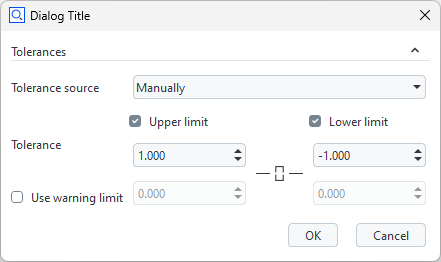 Dialog Title
Tolerances
Tolerance source Manually
Upper limit Lower limit
Tolerance 1.000 -1.000
Use warning limit 0.000 0.000
OK Cancel